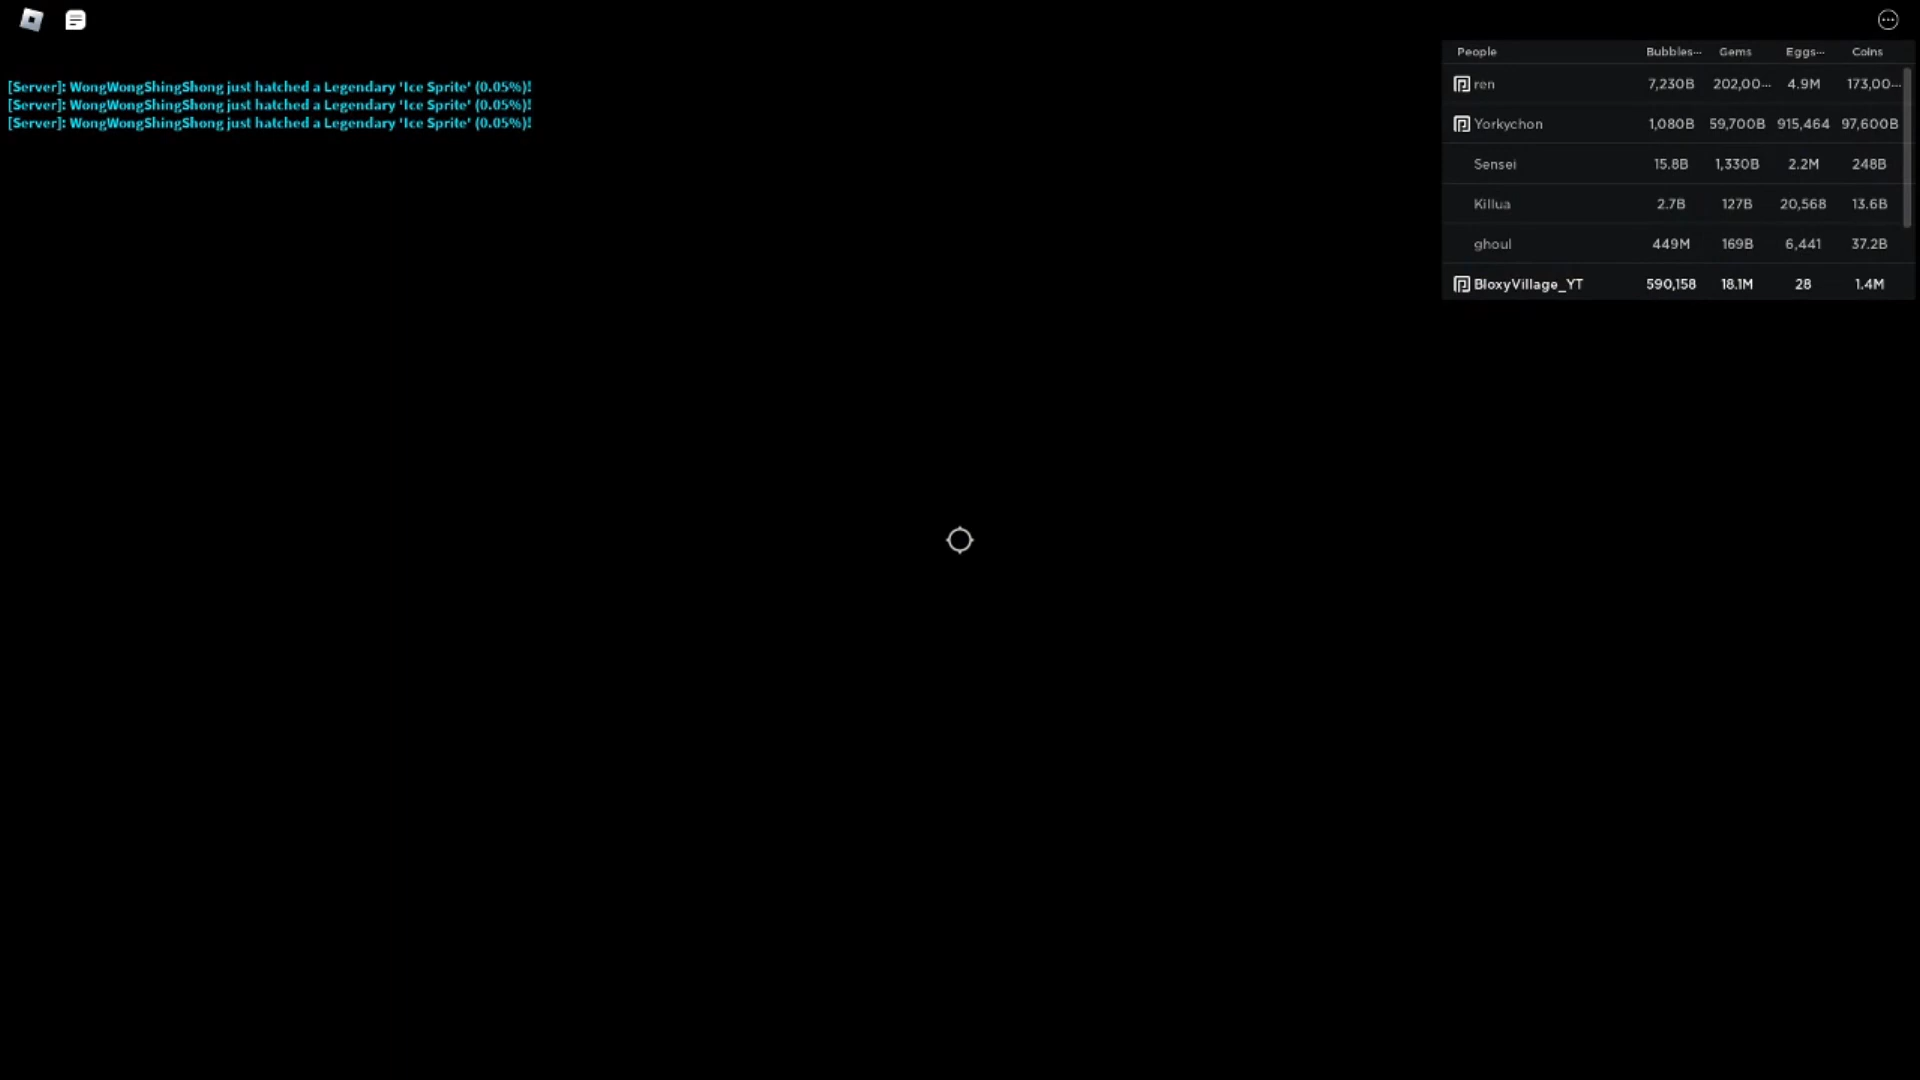 [Server]: WongWongShingShong just hatched a Legendary 'Ice Sprite' (0.05%)!
[Server]: WongWongShingShong just hatched a Legendary 'Ice Sprite' (0.05%)!
[Server]: WongWongShingShong just hatched a Legendary 'Ice Sprite' (0.05%)!
People Bubbles... Gems Eggs... Coins
ren 7,230B 202,00... 4.9M 173,00...
Yorkychon 1,080B 59,700B 915,464 97,600B
Sensei 15.8B 1,330B 2.2M 248B
Killua 2.7B 127B 20,568 13.6B
ghoul 449M 169B 6,441 37.2B
BloxyVillage_YT 590,158 18.1M 28 1.4M